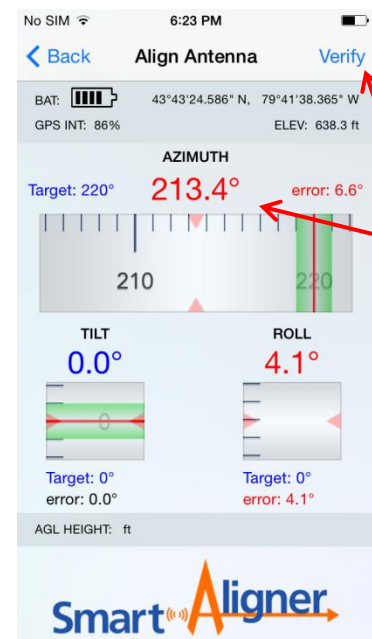 No SIM 6:23 PM
Back Align Antenna Verify
BAT: 43°43'24.586" N, 79°41'38.365" W
GPS INT: 86% ELEV: 638.3 ft
AZIMUTH
Target: 220° 213.4° error: 6.6°
210 220
TILT ROLL
0.0° 4.1°
0
Target: 0° Target: 0°
error: 0.0° error: 4.1°
AGL HEIGHT: ft
Smart Aligner